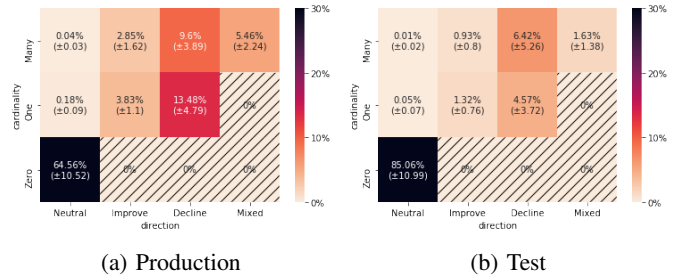 0.04% 2.85% 9.6% 5.46%
(±0.03) (±1.62) (±3.89) (±2.24)
Many
0.18% 3.83% 13.48% 0%
(±0.09) (±1.1) (±4.79)
One
64.56% 0% 0% 0%
(±10.52)
Zero
cardinality
Neutral Improve Decline Mixed
direction
30%
20%
10%
0%
(a) Production
0.01% 0.93% 6.42% 1.63%
(±0.02) (±0.8) (±5.26) (±1.38)
Many
0.05% 1.32% 4.57% 0%
(±0.07) (±0.76) (±3.72)
One
85.06% 0% 0% 0%
(±10.99)
Zero
cardinality
Neutral Improve Decline Mixed
direction
30%
20%
10%
0%
(b) Test